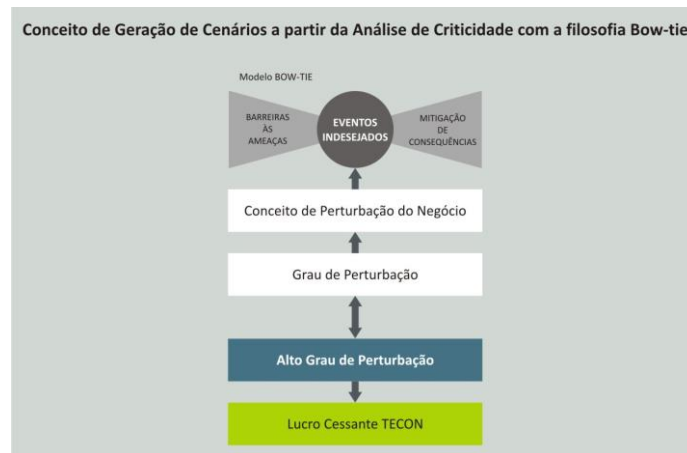 Conceito de Geração de Cenários a partir da Análise de Criticidade com a filosofia Bow-tie
Modelo BOW-TIE
BARREIRAS
ÀS
AMEAÇAS
EVENTOS
INDESEJADOS
MITIGAÇÃO
DE
CONSEQUÊNCIAS
Conceito de Perturbação do Negócio
Grau de Perturbação
Alto Grau de Perturbação
Lucro Cessante TECON